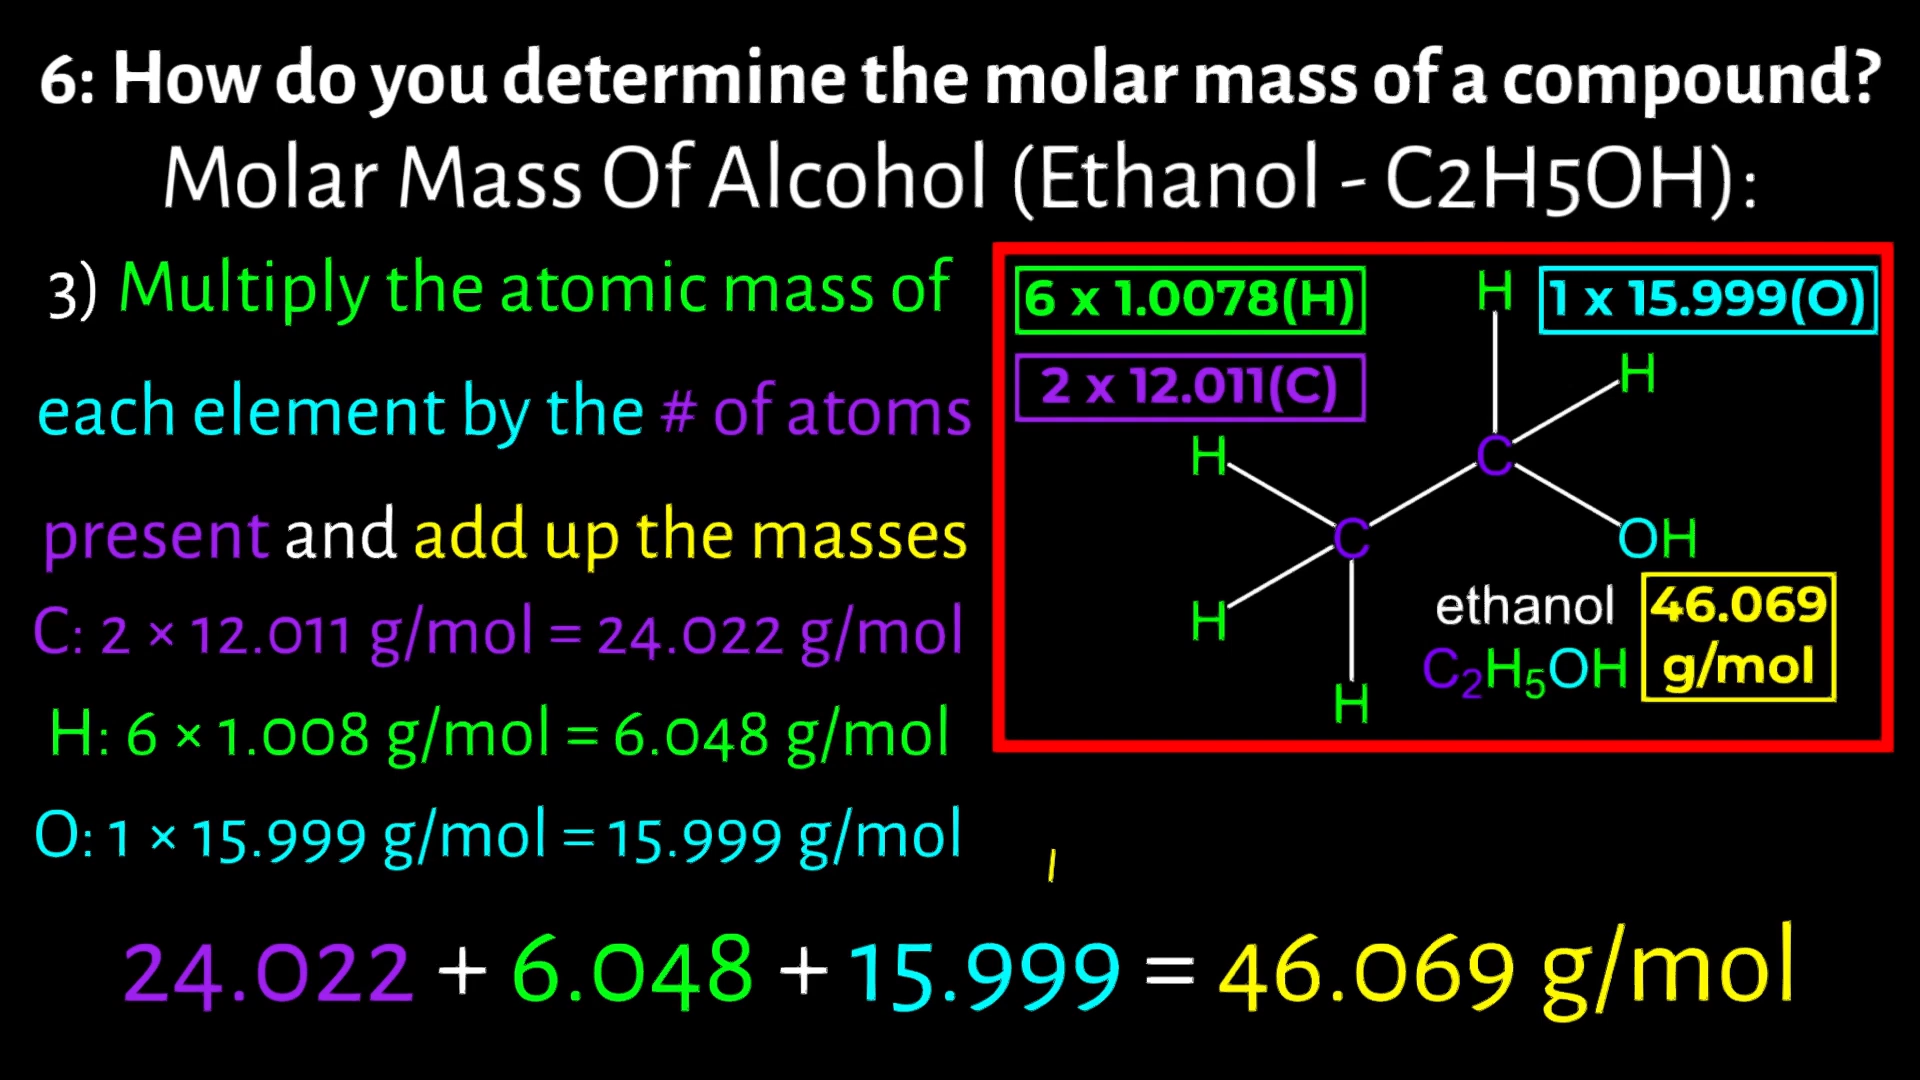 6: How do you determine the molar mass of a compound?
Molar Mass Of Alcohol (Ethanol - C2H5OH):
3) Multiply the atomic mass of
each element by the # of atoms
present and add up the masses
C: 2 × 12.011 g/mol = 24.022 g/mol
H: 6 × 1.008 g/mol = 6.048 g/mol
O: 1 × 15.999 g/mol = 15.999 g/mol
6 x 1.0078(H)
1 x 15.999(O)
2 x 12.011(C)
H
H
H
C
C
OH
H
H
ethanol
C₂H₅OH
46.069
g/mol
24.022 + 6.048 + 15.999 = 46.069 g/mol